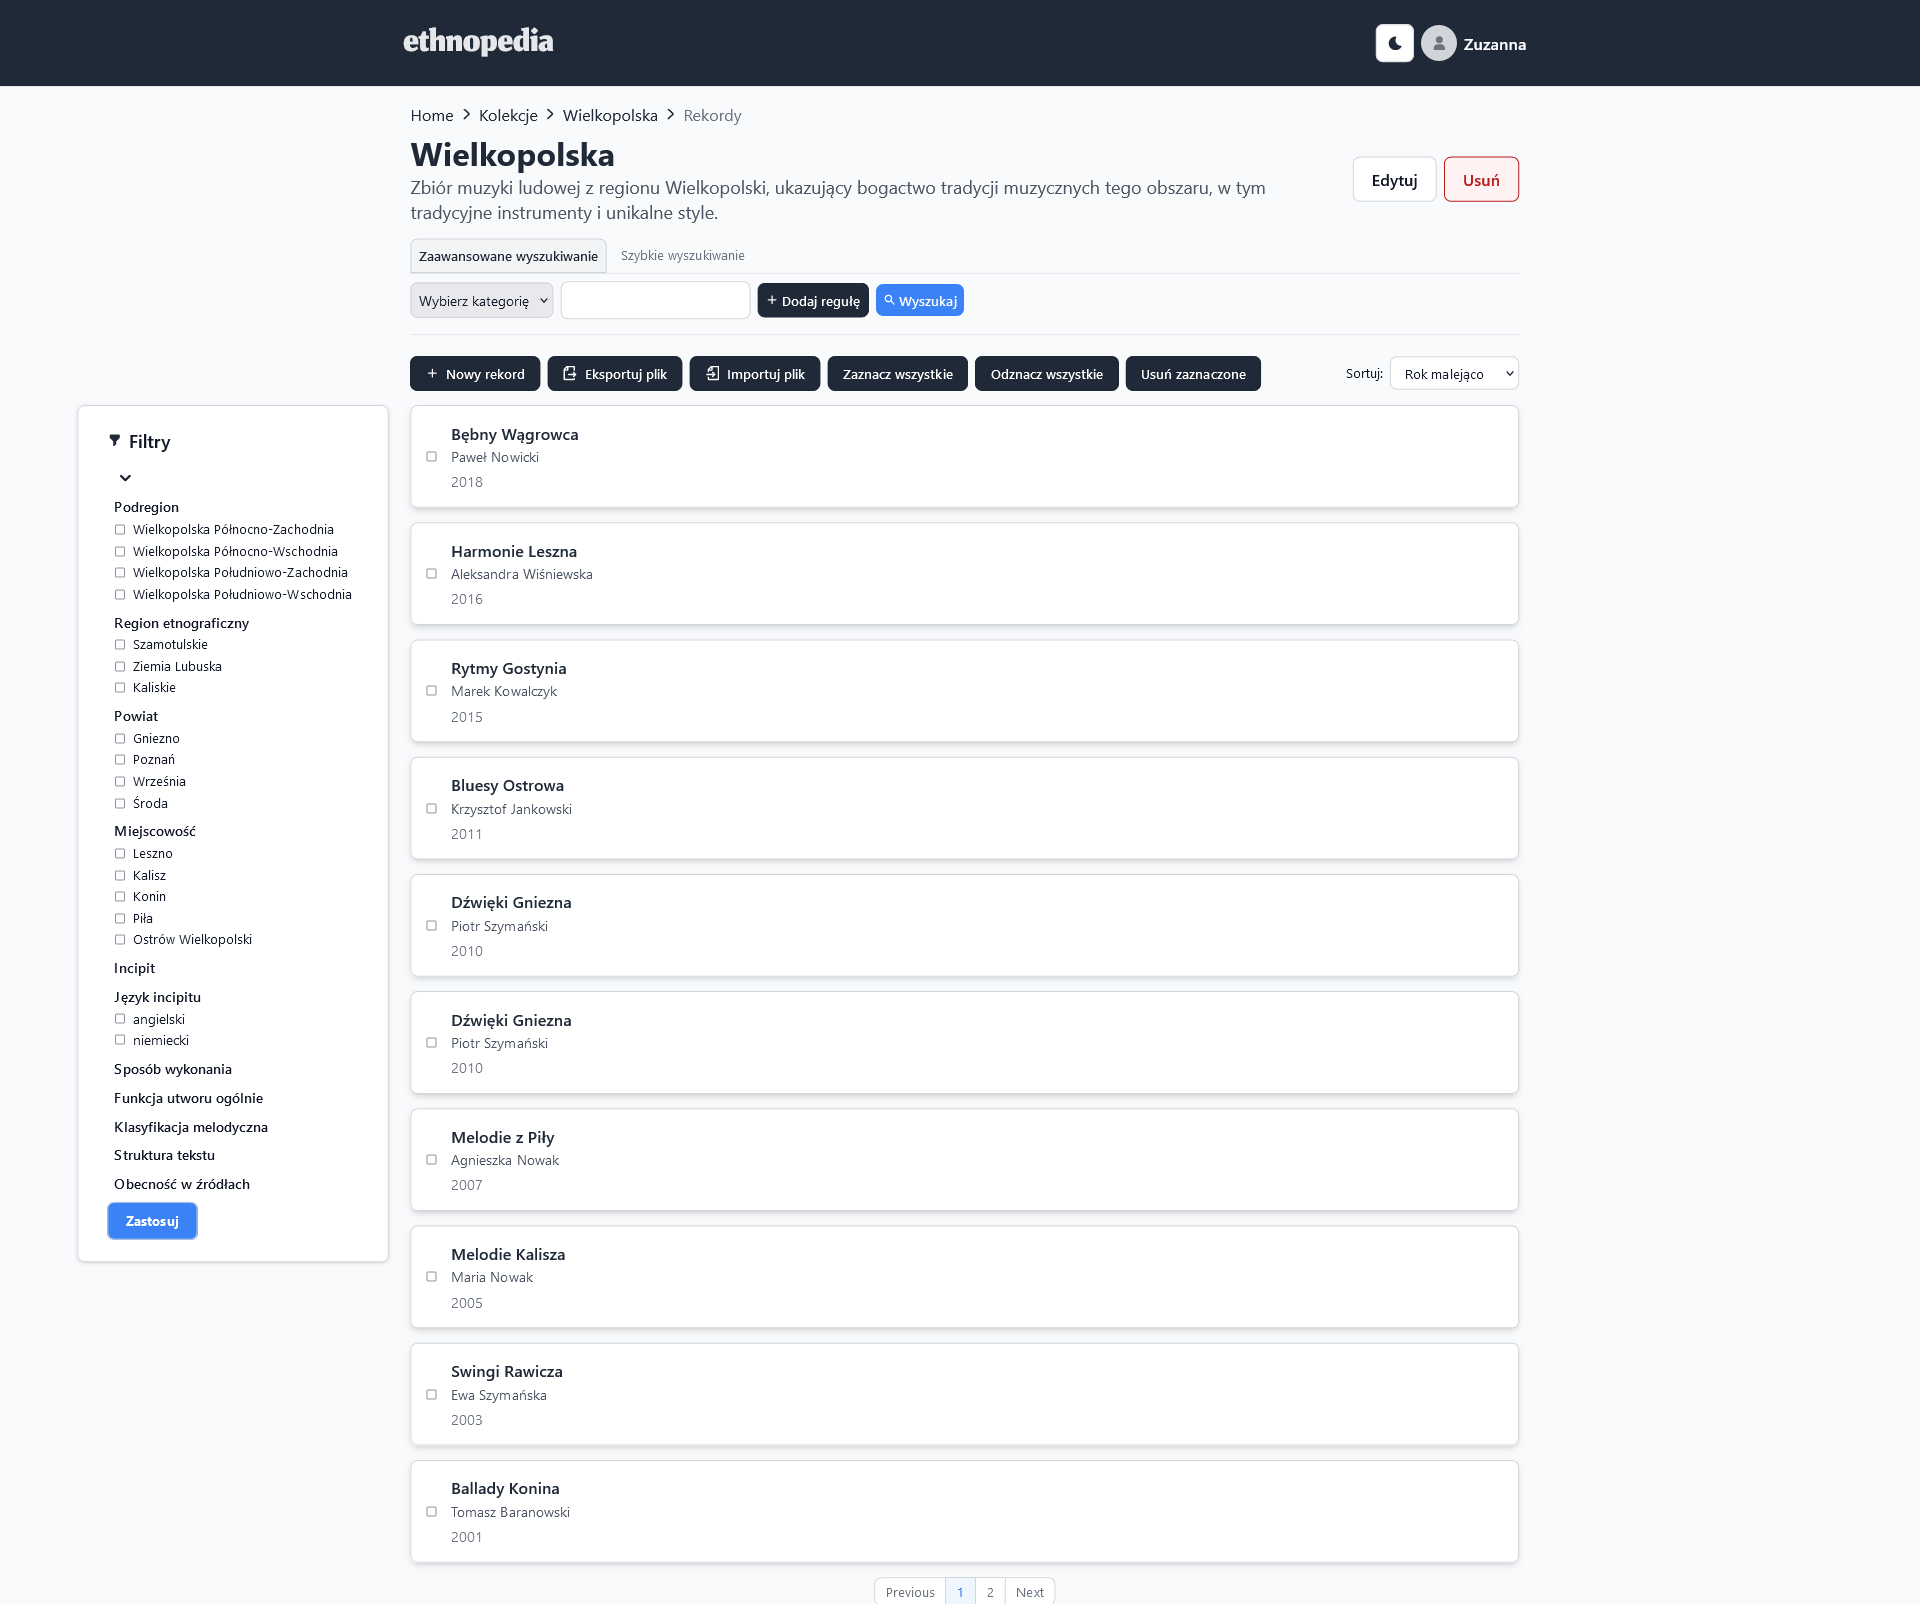 ethnopedia
Zuzanna
Home
Kolekcje
Wielkopolska
Rekordy
Wielkopolska
Zbiór muzyki ludowej z regionu Wielkopolski, ukazujący bogactwo tradycji muzycznych tego obszaru, w tym
tradycyjne instrumenty i unikalne style.
Edytuj
Usuń
Zaawansowane wyszukiwanie
Szybkie wyszukiwanie
Wybierz kategorię
Dodaj regułę
Wyszukaj
Nowy rekord
Eksportuj plik
Importuj plik
Zaznacz wszystkie
Odznacz wszystkie
Usuń zaznaczone
Sortuj:
Rok malejąco
Filtry
Podregion
Wielkopolska Północno-Zachodnia
Wielkopolska Północno-Wschodnia
Wielkopolska Południowo-Zachodnia
Wielkopolska Południowo-Wschodnia
Region etnograficzny
Szamotulskie
Ziemia Lubuska
Kaliskie
Powiat
Gniezno
Poznań
Września
Środa
Miejscowość
Leszno
Kalisz
Konin
Piła
Ostrów Wielkopolski
Incipit
Język incipitu
angielski
niemiecki
Sposób wykonania
Funkcja utworu ogólnie
Klasyfikacja melodyczna
Struktura tekstu
Obecność w źródłach
Zastosuj
Bębny Wągrowca
Paweł Nowicki
2018
Harmonie Leszna
Aleksandra Wiśniewska
2016
Rytmy Gostynia
Marek Kowalczyk
2015
Bluesy Ostrowa
Krzysztof Jankowski
2011
Dźwięki Gniezna
Piotr Szymański
2010
Dźwięki Gniezna
Piotr Szymański
2010
Melodie z Piły
Agnieszka Nowak
2007
Melodie Kalisza
Maria Nowak
2005
Swingi Rawicza
Ewa Szymańska
2003
Ballady Konina
Tomasz Baranowski
2001
Previous
1
2
Next